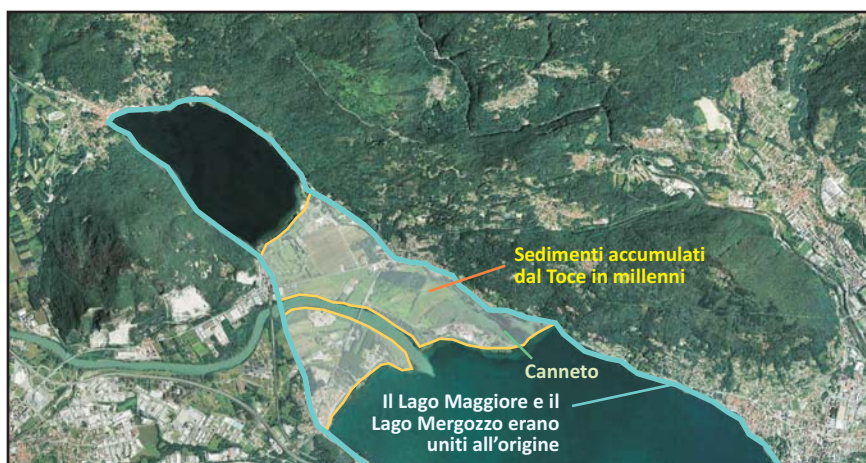 Sedimenti accumulati
dal Toce in millenni
Canneto
Il Lago Maggiore e il
Lago Mergozzo erano
uniti all'origine